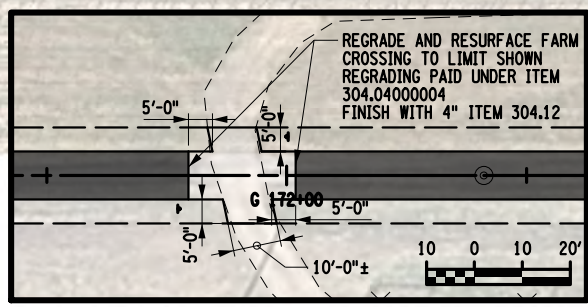 REGRADE AND RESURFACE FARM
CROSSING TO LIMIT SHOWN
REGRADING PAID UNDER ITEM
304.04000004
FINISH WITH 4" ITEM 304.12
5'-0"
5'-0"
G 172+00
5'-0"
5'-0"
10'-0"±
10 0 10 20'